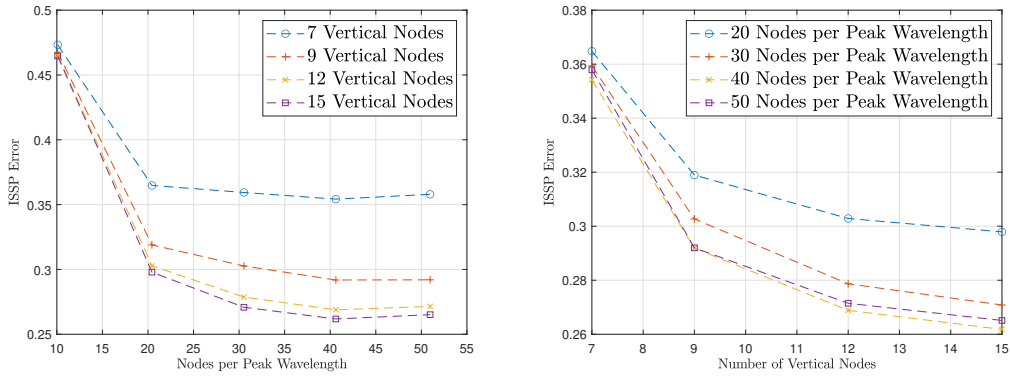 0.5
0.45
0.4
0.35
0.3
0.25
ISSP Error
10 15 20 25 30 35 40 45 50 55
Nodes per Peak Wavelength
7 Vertical Nodes
9 Vertical Nodes
12 Vertical Nodes
15 Vertical Nodes
0.38
0.36
0.34
0.32
0.3
0.28
0.26
ISSP Error
7 8 9 10 11 12 13 14 15
Number of Vertical Nodes
20 Nodes per Peak Wavelength
30 Nodes per Peak Wavelength
40 Nodes per Peak Wavelength
50 Nodes per Peak Wavelength